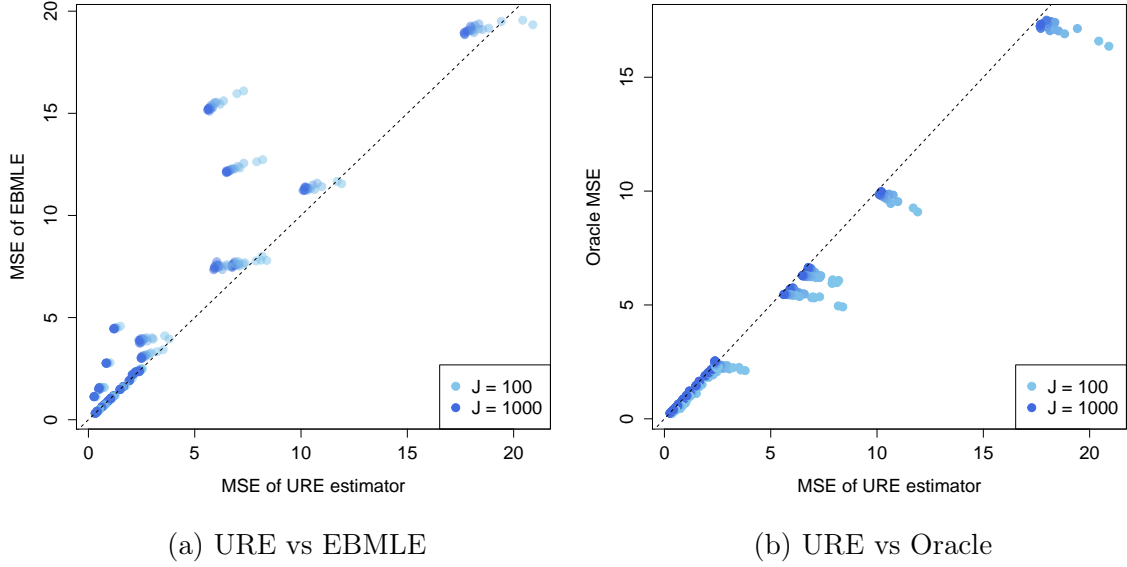 MSE of EBMLE
20
15
10
5
0
0 5 10 15 20
MSE of URE estimator
J = 100
J = 1000
(a) URE vs EBMLE
Oracle MSE
15
10
5
0
0 5 10 15 20
MSE of URE estimator
J = 100
J = 1000
(b) URE vs Oracle